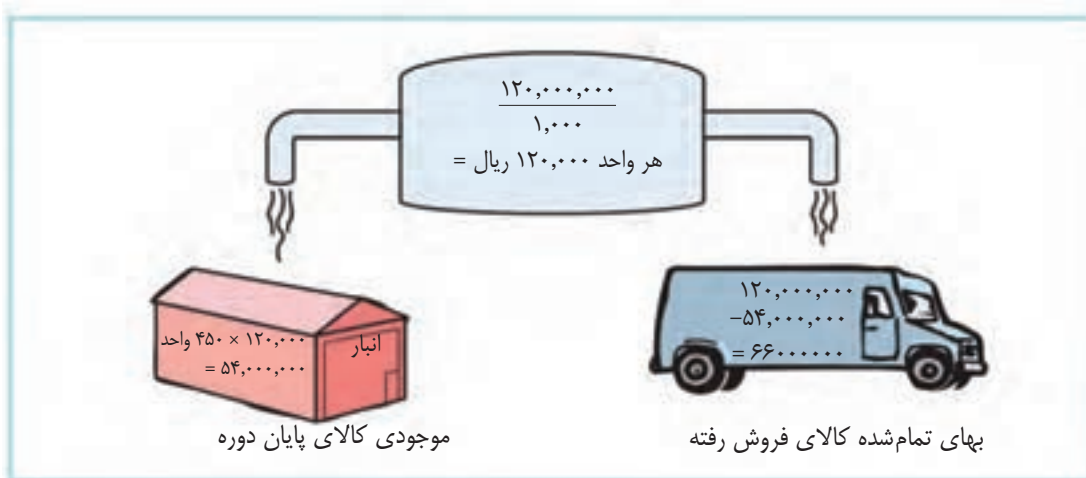 ۱۲۰,۰۰۰,۰۰۰
۱,۰۰۰
هر واحد ۱۲۰,۰۰۰ ریال =
۱۲۰,۰۰۰,۰۰۰
−۵۴,۰۰۰,۰۰۰
= ۶۶۰۰۰۰۰۰
بهای تمام‌شده کالای فروش رفته
انبار
۴۵۰ × ۱۲۰,۰۰۰ واحد
= ۵۴,۰۰۰,۰۰۰
موجودی کالای پایان دوره